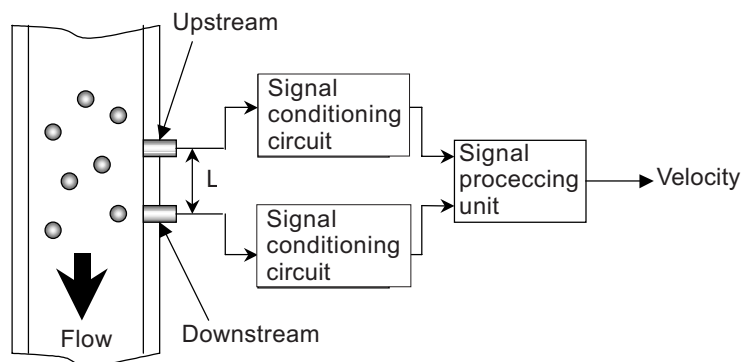 Upstream
Signal
conditioning
circuit
L
Signal
proceccing
unit
Velocity
Signal
conditioning
circuit
Flow
Downstream